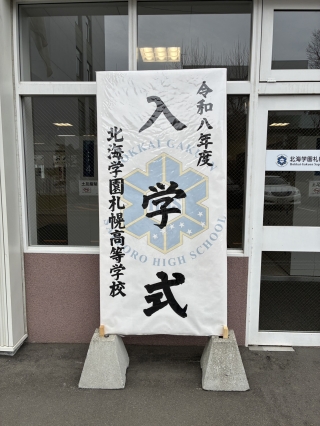 令和八年度
入学式
北海学園札幌高等学校
HOKKAI GAKUEN
SAPPORO HIGH SCHOOL
北海学園札幌